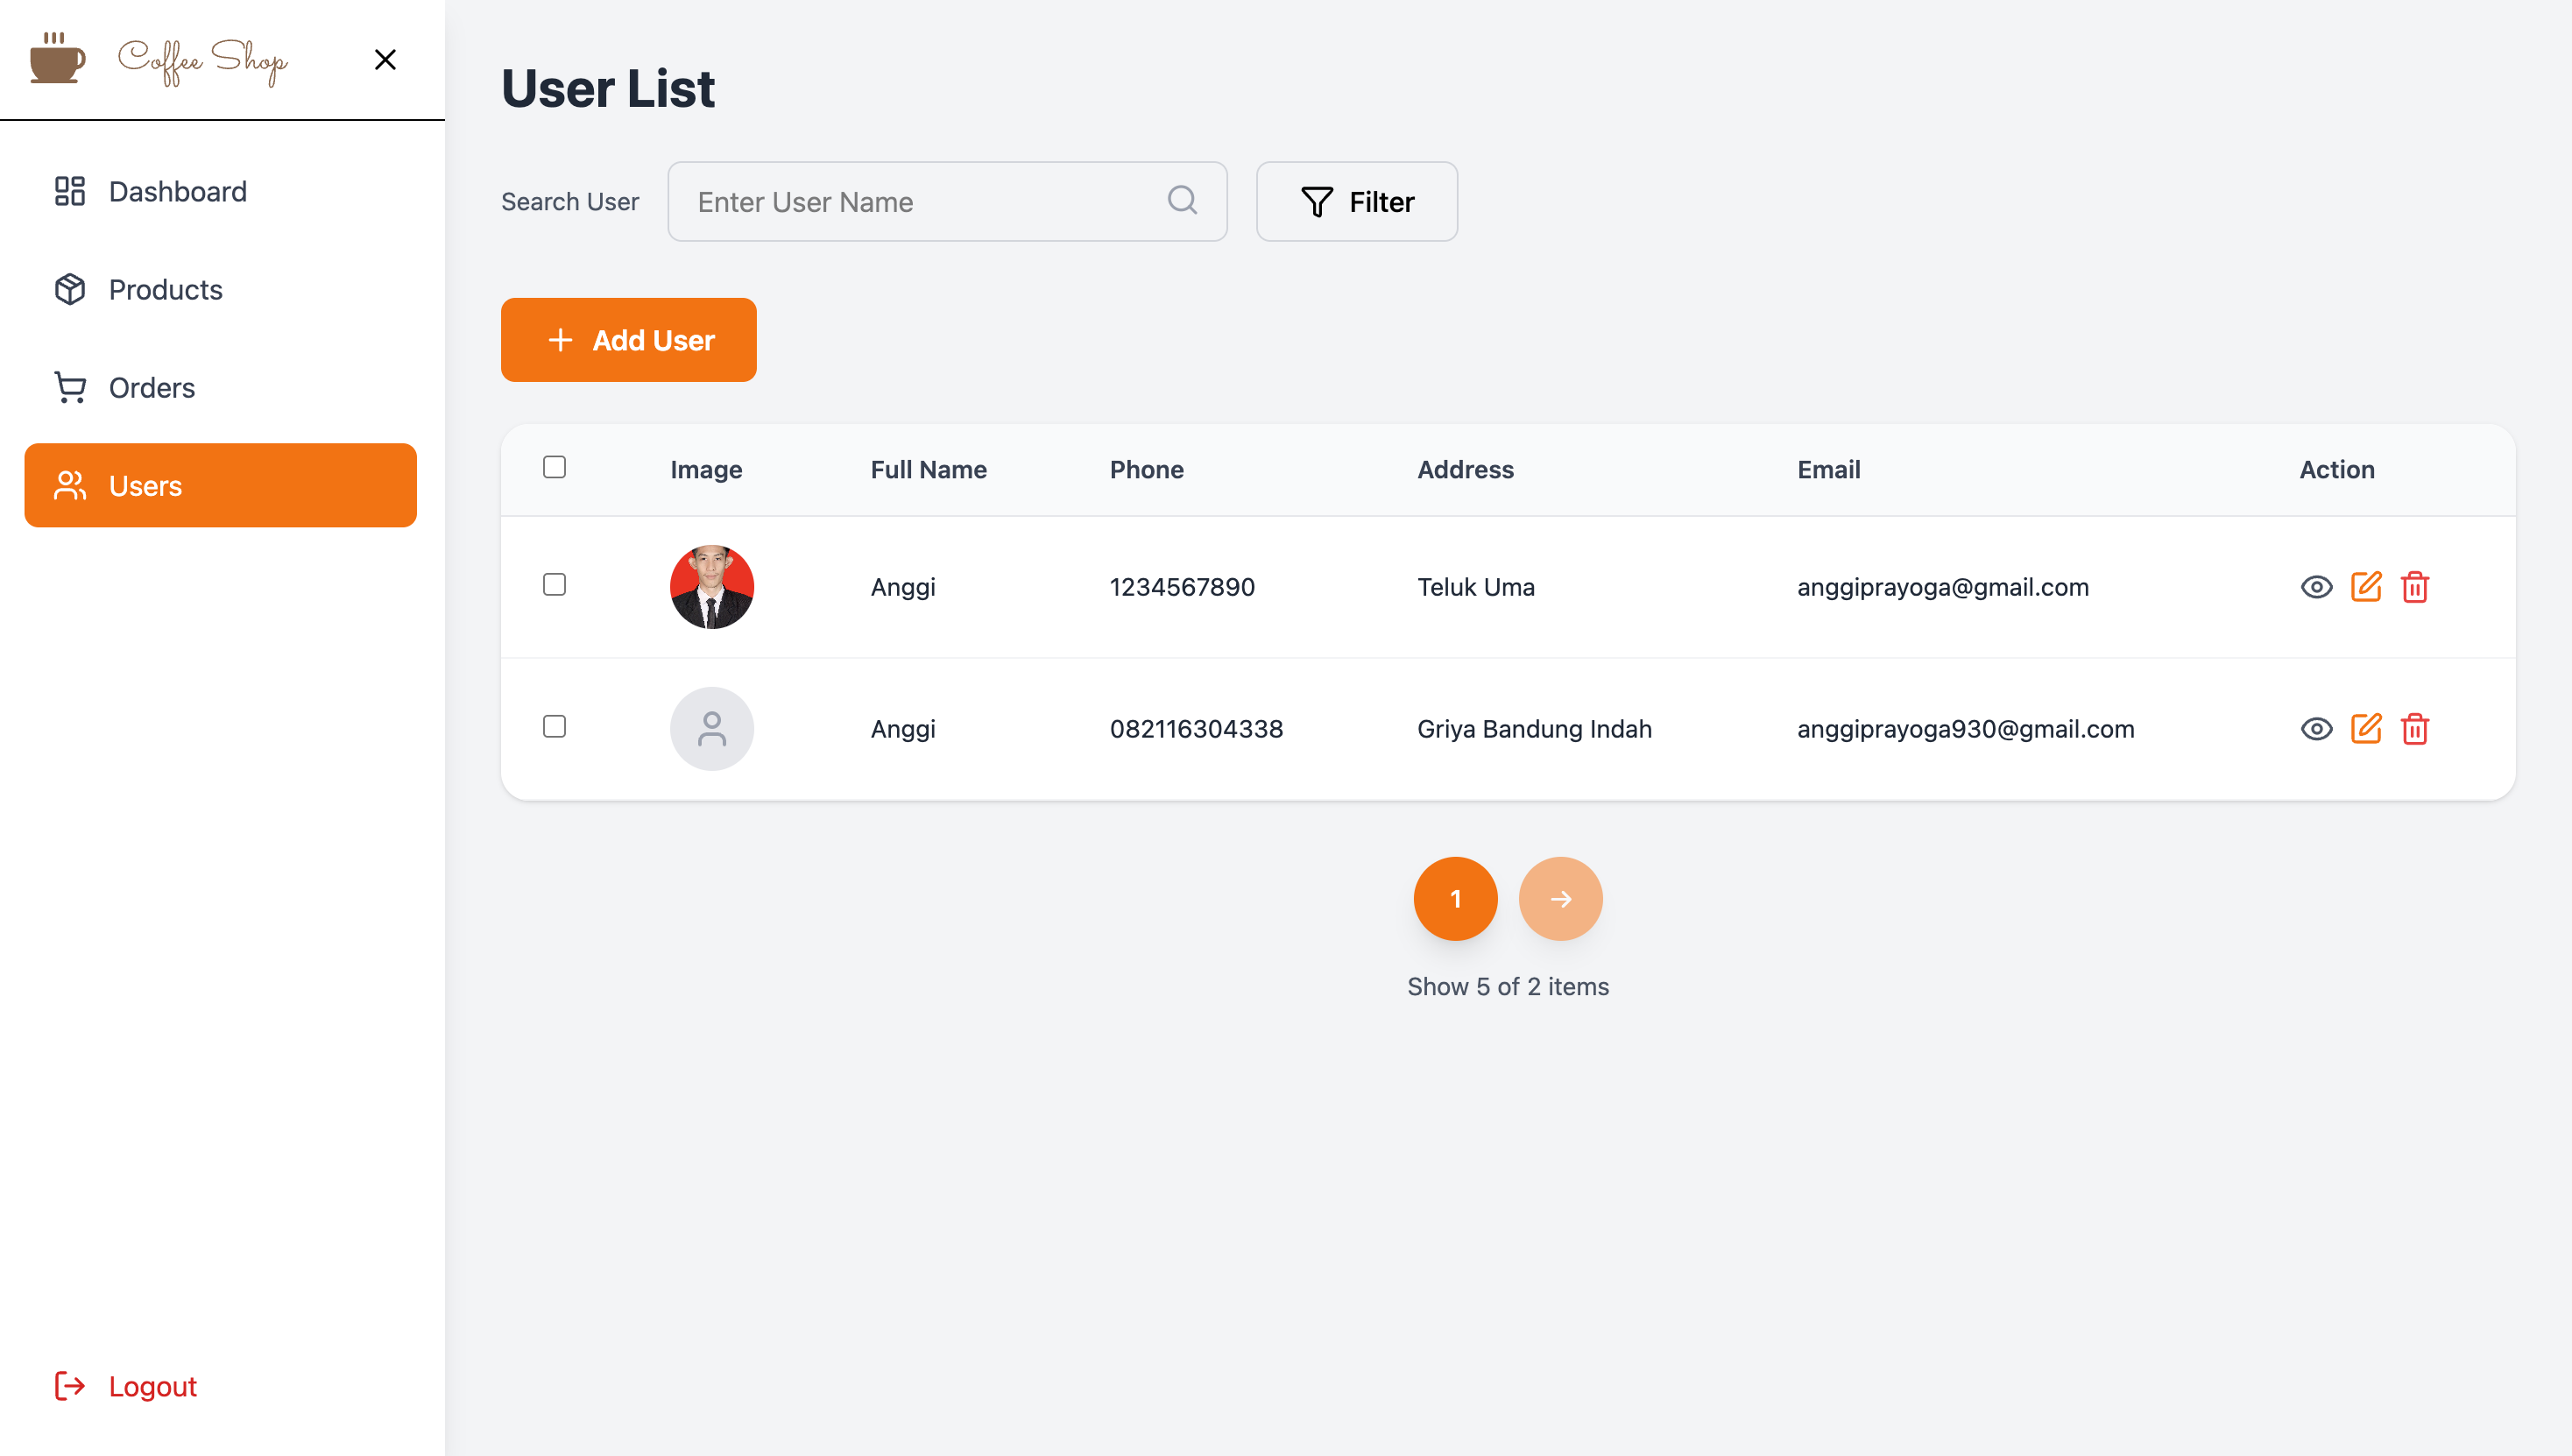 Coffee Shop
Dashboard
Products
Orders
Users
Logout
User List
Search User
Enter User Name
Filter
Add User
Image Full Name Phone Address Email Action
Anggi 1234567890 Teluk Uma anggiprayoga@gmail.com
Anggi 082116304338 Griya Bandung Indah anggiprayoga930@gmail.com
1
Show 5 of 2 items